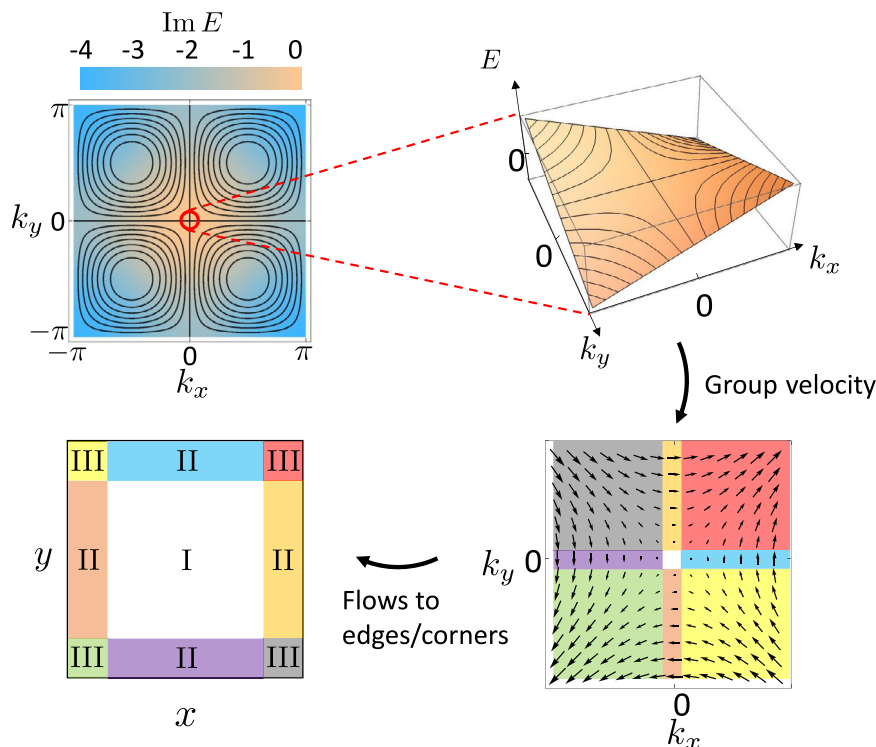 Im E
-4 -3 -2 -1 0
π
k_y 0
−π
−π 0 π
k_x
E
0
0
0
k_x
k_y
Group velocity
III II III
y II I II
III II III
x
Flows to
edges/corners
k_y 0
0
k_x